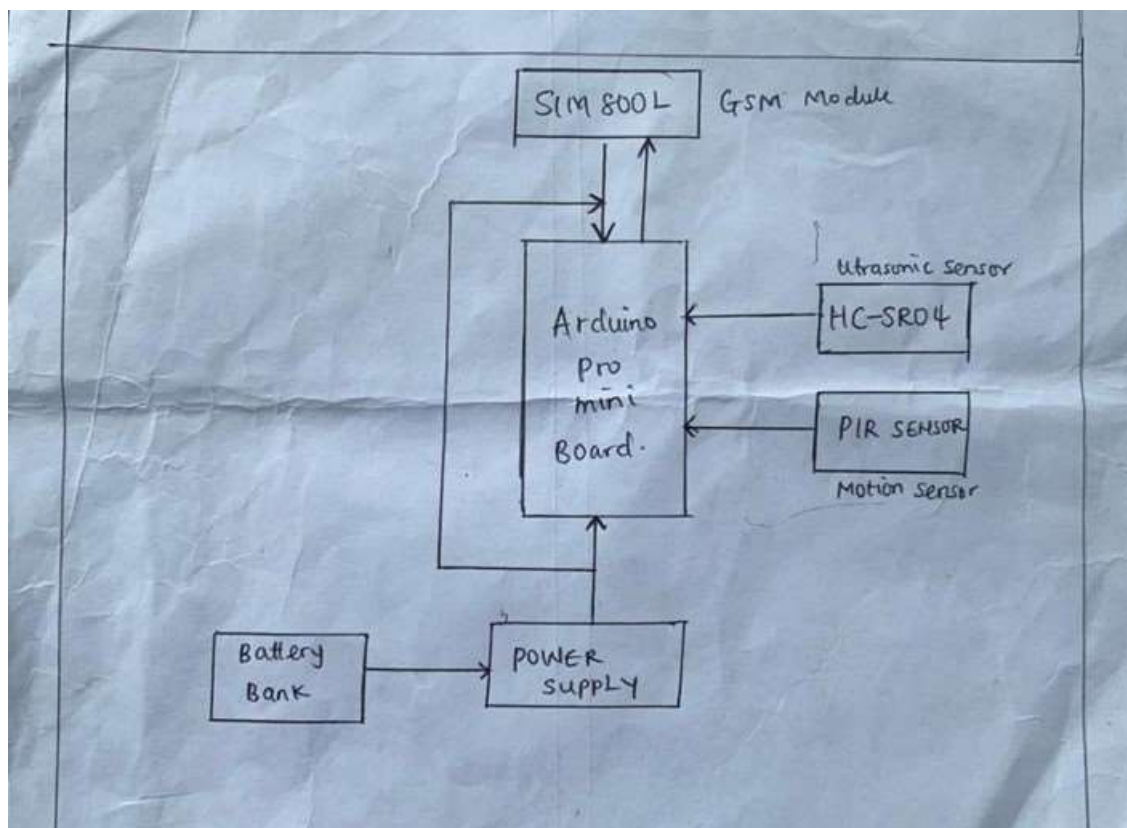 SIM 800L
GSM Module
Utrasonic sensor
HC-SR04
Arduino
Pro
mini
Board.
PIR SENSOR
Motion sensor
Battery
Bank
POWER
SUPPLY